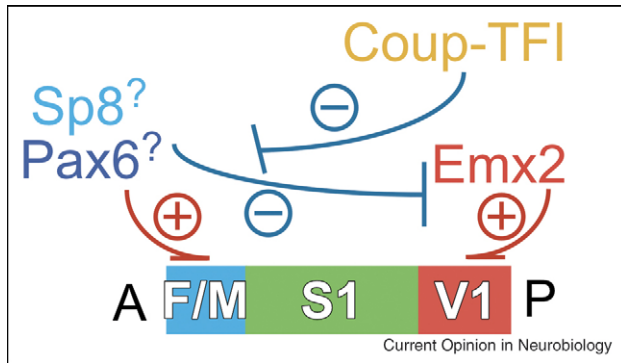 Coup-TFI
Sp8?
Pax6?
Emx2
A F/M S1 V1 P
Current Opinion in Neurobiology